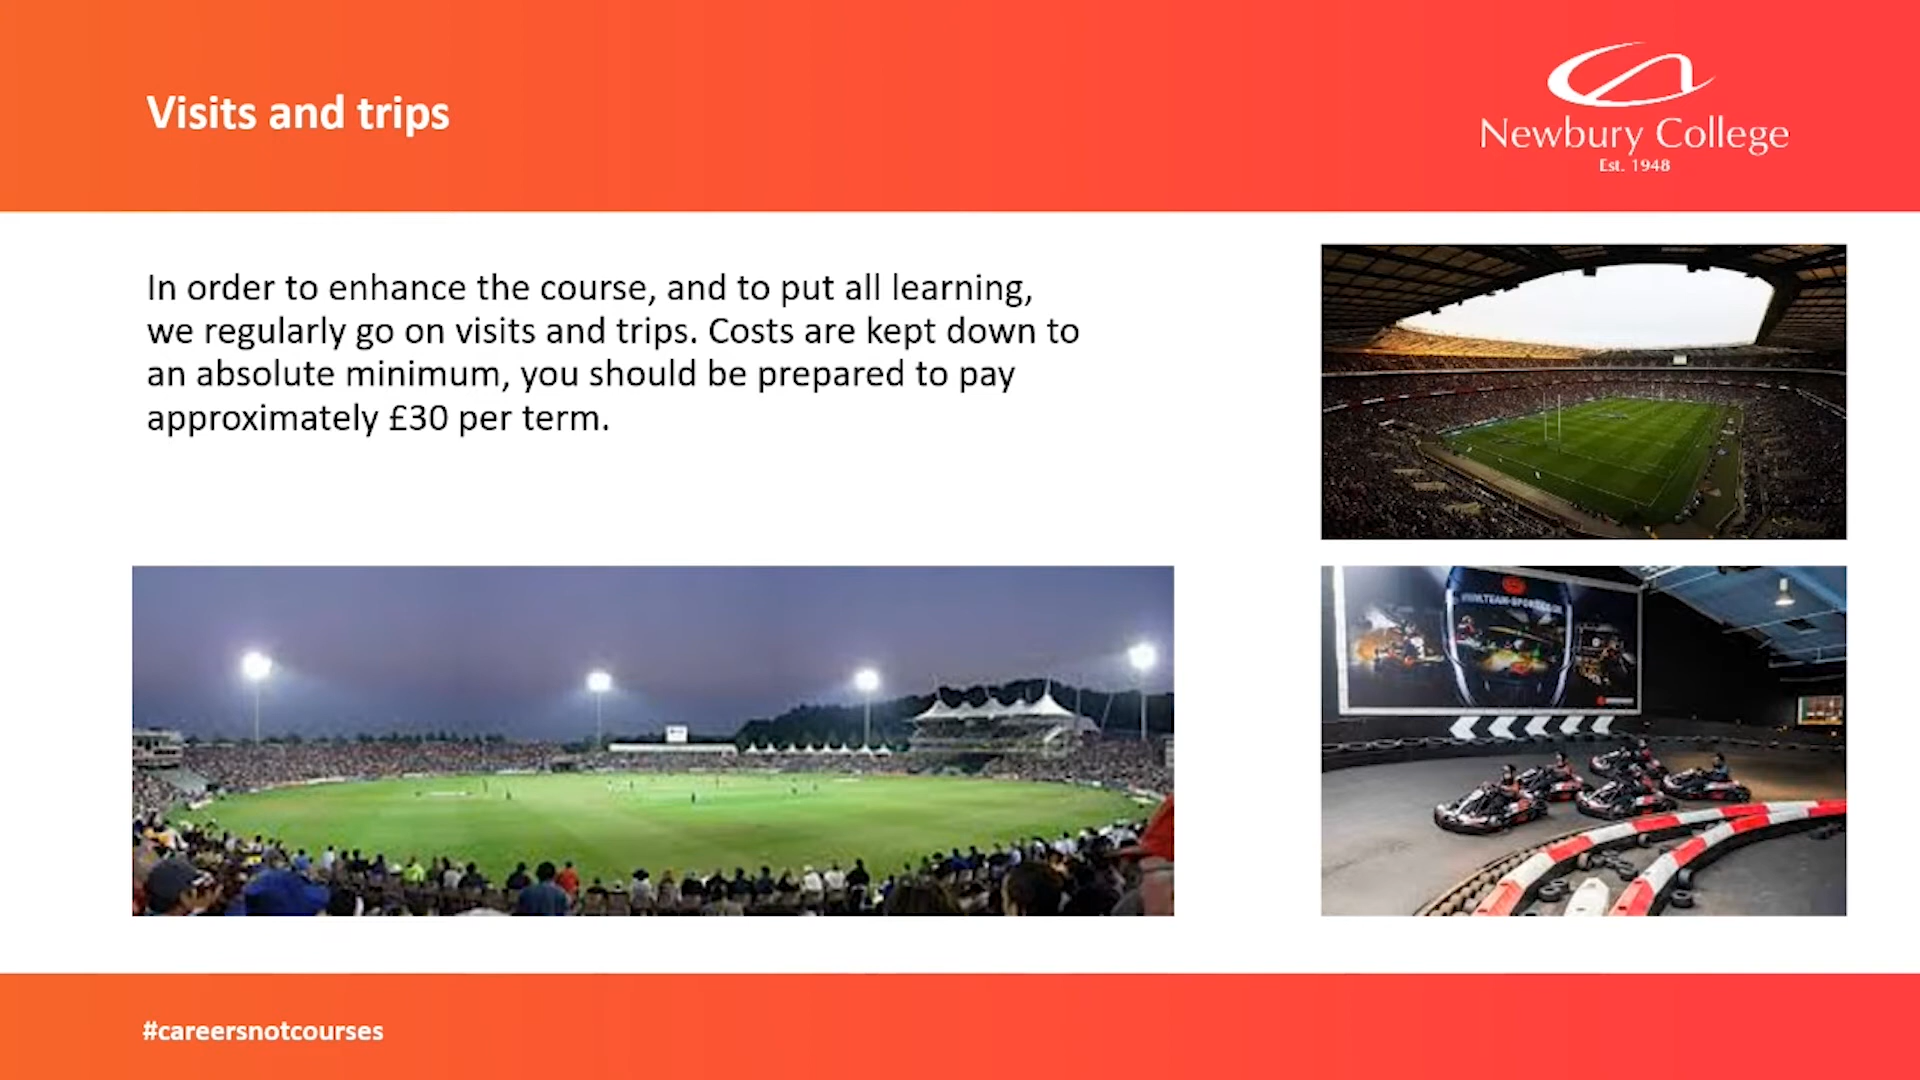 Visits and trips
Newbury College
Est. 1948
In order to enhance the course, and to put all learning,
we regularly go on visits and trips. Costs are kept down to
an absolute minimum, you should be prepared to pay
approximately £30 per term.
#careersnotcourses